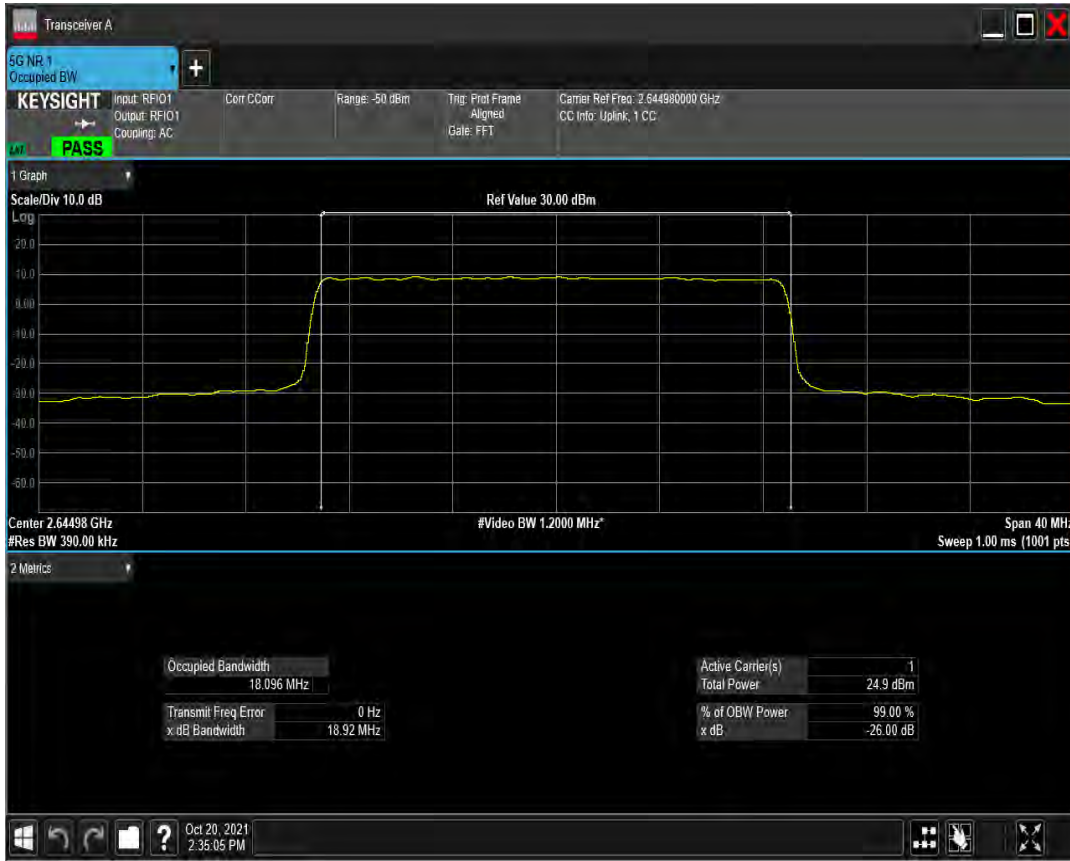 Transceiver A
5G NR 1
Occupied BW
+
KEYSIGHT
Input: RFIO1
Output: RFIO1
Coupling: AC
Corr CCorr
Range: -50 dBm
Trig: Prot Frame
Aligned
Gate: FFT
Carrier Ref Freq: 2.644980000 GHz
CC Info: Uplink, 1 CC
PASS
1 Graph
Scale/Div 10.0 dB
Ref Value 30.00 dBm
Log
20.0
10.0
0.00
-10.0
-20.0
-30.0
-40.0
-50.0
-60.0
Center 2.64498 GHz
#Video BW 1.2000 MHz*
Span 40 MHz
#Res BW 390.00 kHz
Sweep 1.00 ms (1001 pts
2 Metrics
Occupied Bandwidth
18.096 MHz
Transmit Freq Error 0 Hz
x dB Bandwidth 18.92 MHz
Active Carrier(s) 1
Total Power 24.9 dBm
% of OBW Power 99.00 %
x dB -26.00 dB
?
Oct 20, 2021
2:35:05 PM